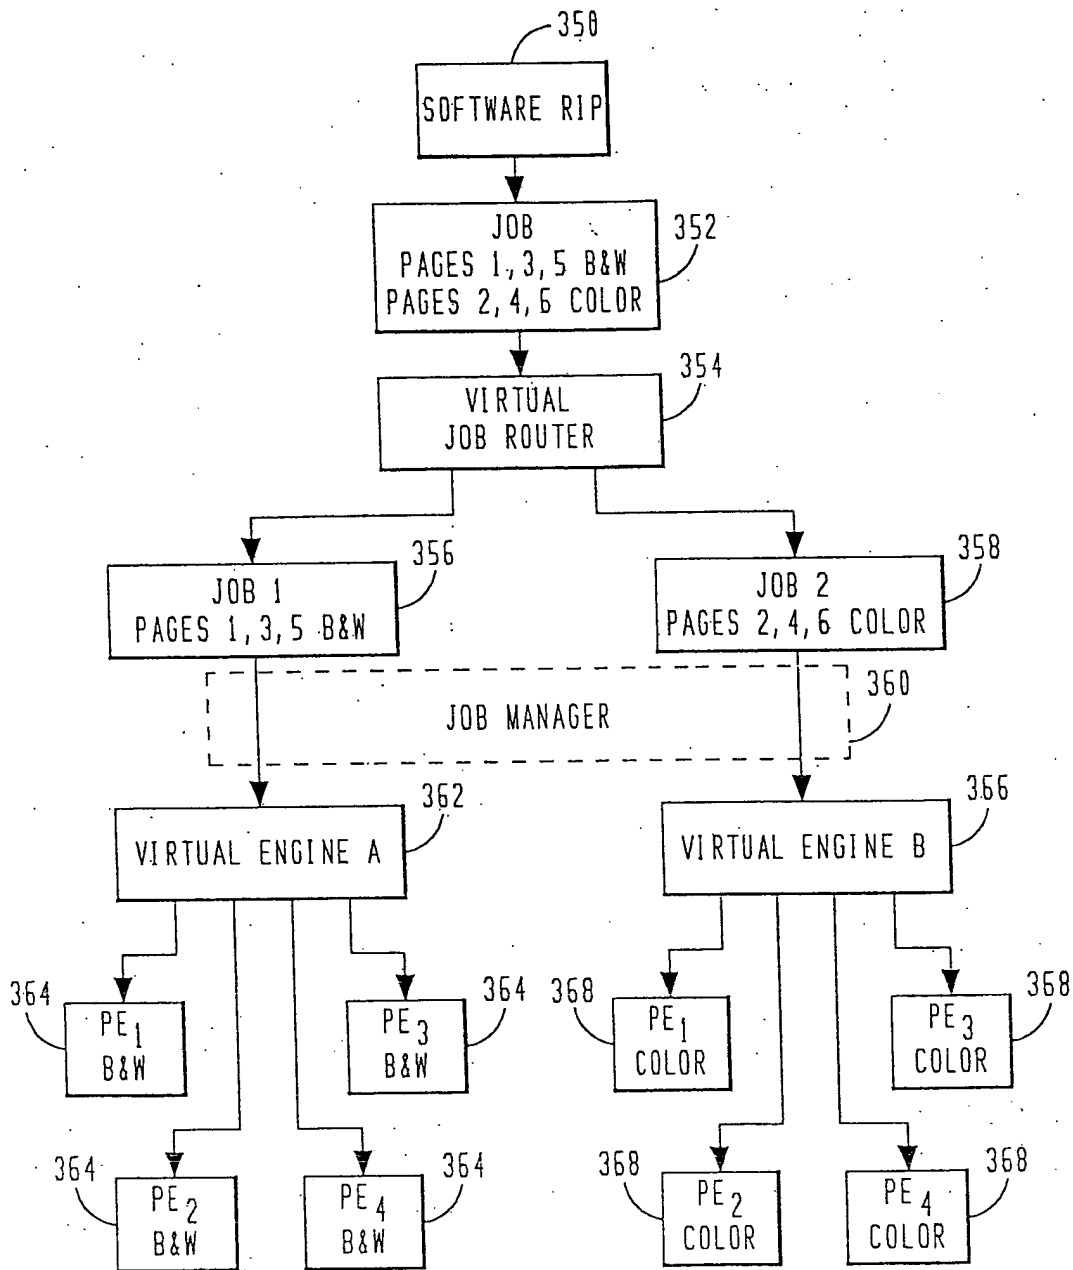 350
SOFTWARE RIP
JOB
PAGES 1,3,5 B&W
PAGES 2,4,6 COLOR
352
VIRTUAL
JOB ROUTER
354
JOB 1
PAGES 1,3,5 B&W
356
JOB 2
PAGES 2,4,6 COLOR
358
JOB MANAGER
360
VIRTUAL ENGINE A
362
VIRTUAL ENGINE B
366
364
PE1
B&W
PE3
B&W
364
368
PE1
COLOR
PE3
COLOR
368
364
PE2
B&W
PE4
B&W
364
368
PE2
COLOR
PE4
COLOR
368